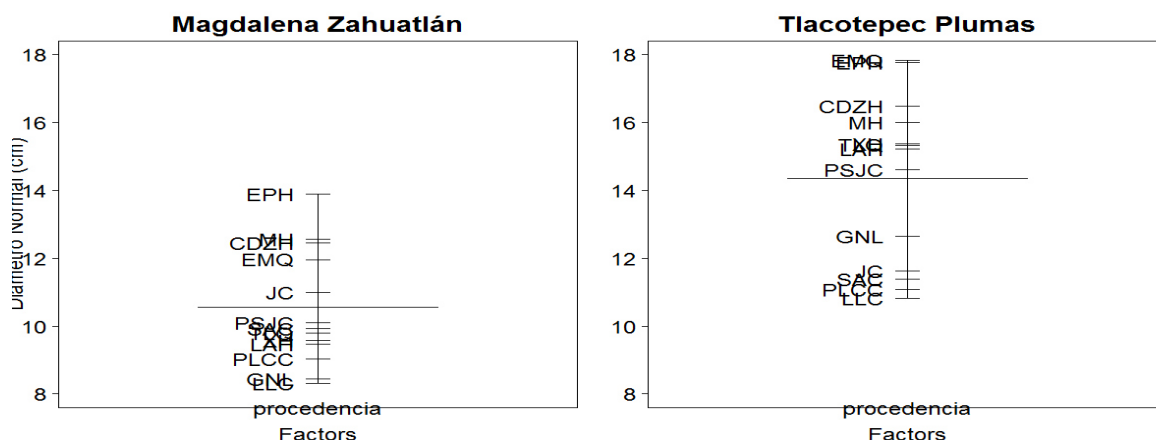 Magdalena Zahuatlán
Diámetro Normal (cm)
18
16
14
12
10
8
EPH
MH
CDZH
EMQ
JC
PSJC
SAC
LAH
PLCC
GNL
LLC
procedencia
Factors
Tlacotepec Plumas
18
16
14
12
10
8
EMQ
EPH
CDZH
MH
LAH
PSJC
GNL
JC
SAC
PLCC
LLC
procedencia
Factors